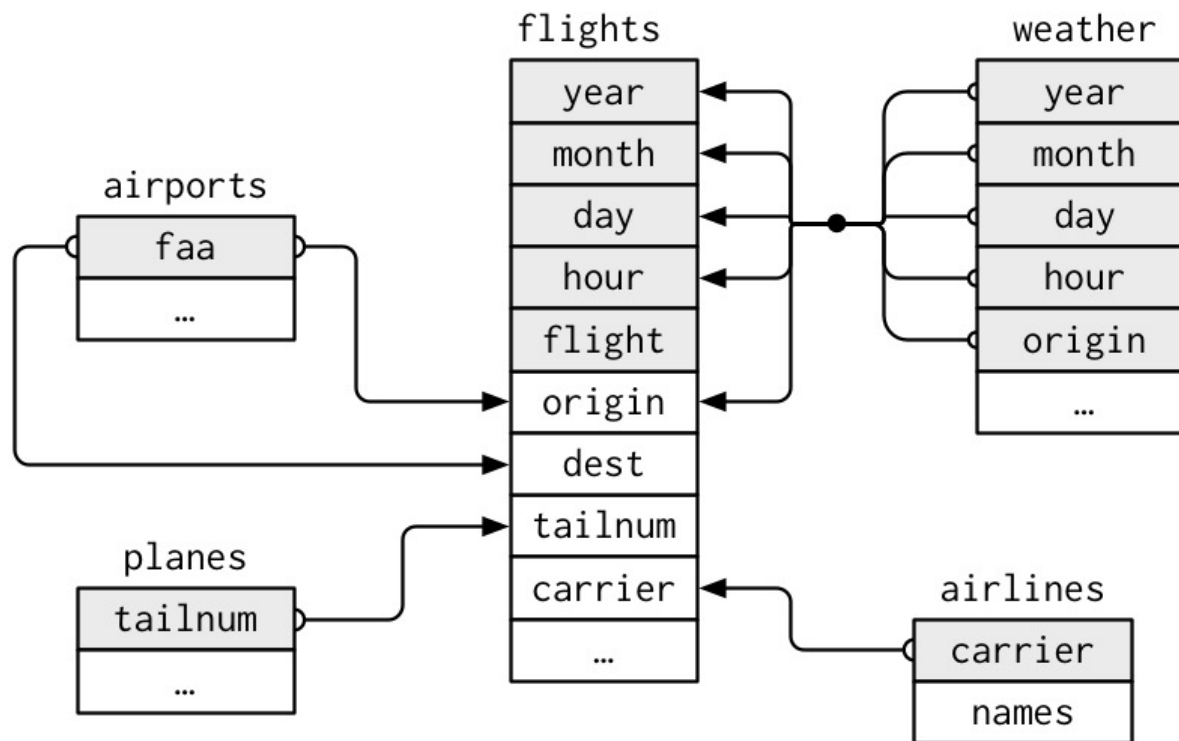 flights
year
month
day
hour
flight
origin
dest
tailnum
carrier
…
weather
year
month
day
hour
origin
…
airports
faa
…
planes
tailnum
…
airlines
carrier
names